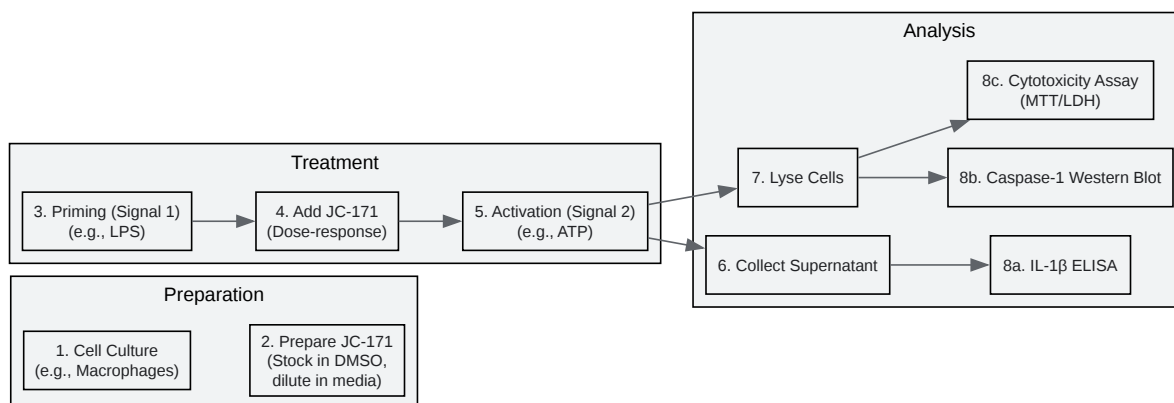 Analysis
8c. Cytotoxicity Assay
(MTT/LDH)
Treatment
7. Lyse Cells
8b. Caspase-1 Western Blot
3. Priming (Signal 1)
(e.g., LPS)
4. Add JC-171
(Dose-response)
5. Activation (Signal 2)
(e.g., ATP)
6. Collect Supernatant
8a. IL-1β ELISA
Preparation
1. Cell Culture
(e.g., Macrophages)
2. Prepare JC-171
(Stock in DMSO,
dilute in media)